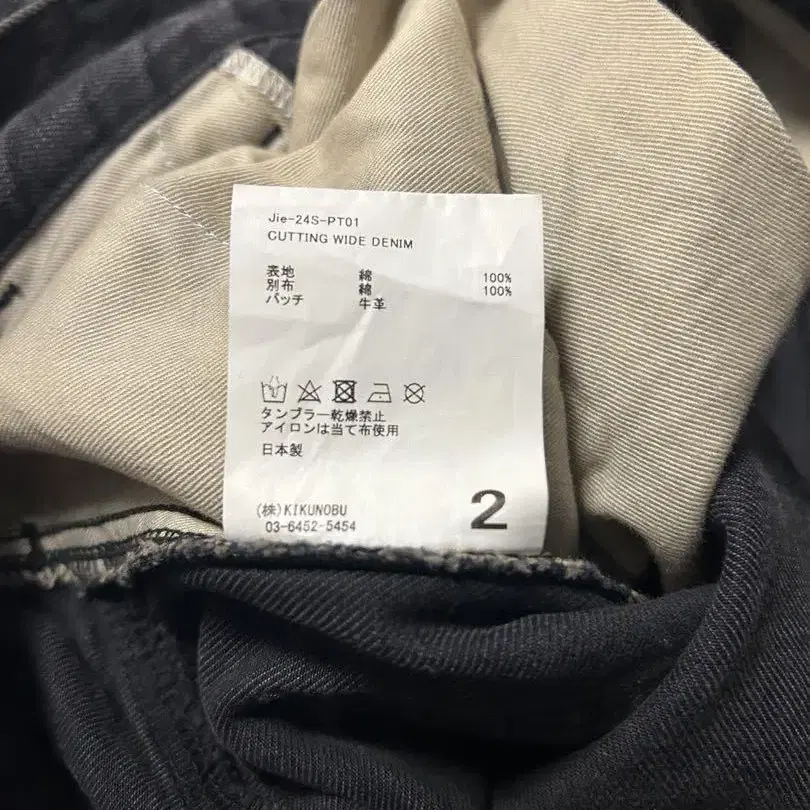 Jie-24S-PT01
CUTTING WIDE DENIM
表地 綿 100%
別布 綿 100%
パッチ 牛革
タンブラー乾燥禁止
アイロンは当て布使用
日本製
(株)KIKUNOBU
03-6452-5454
2